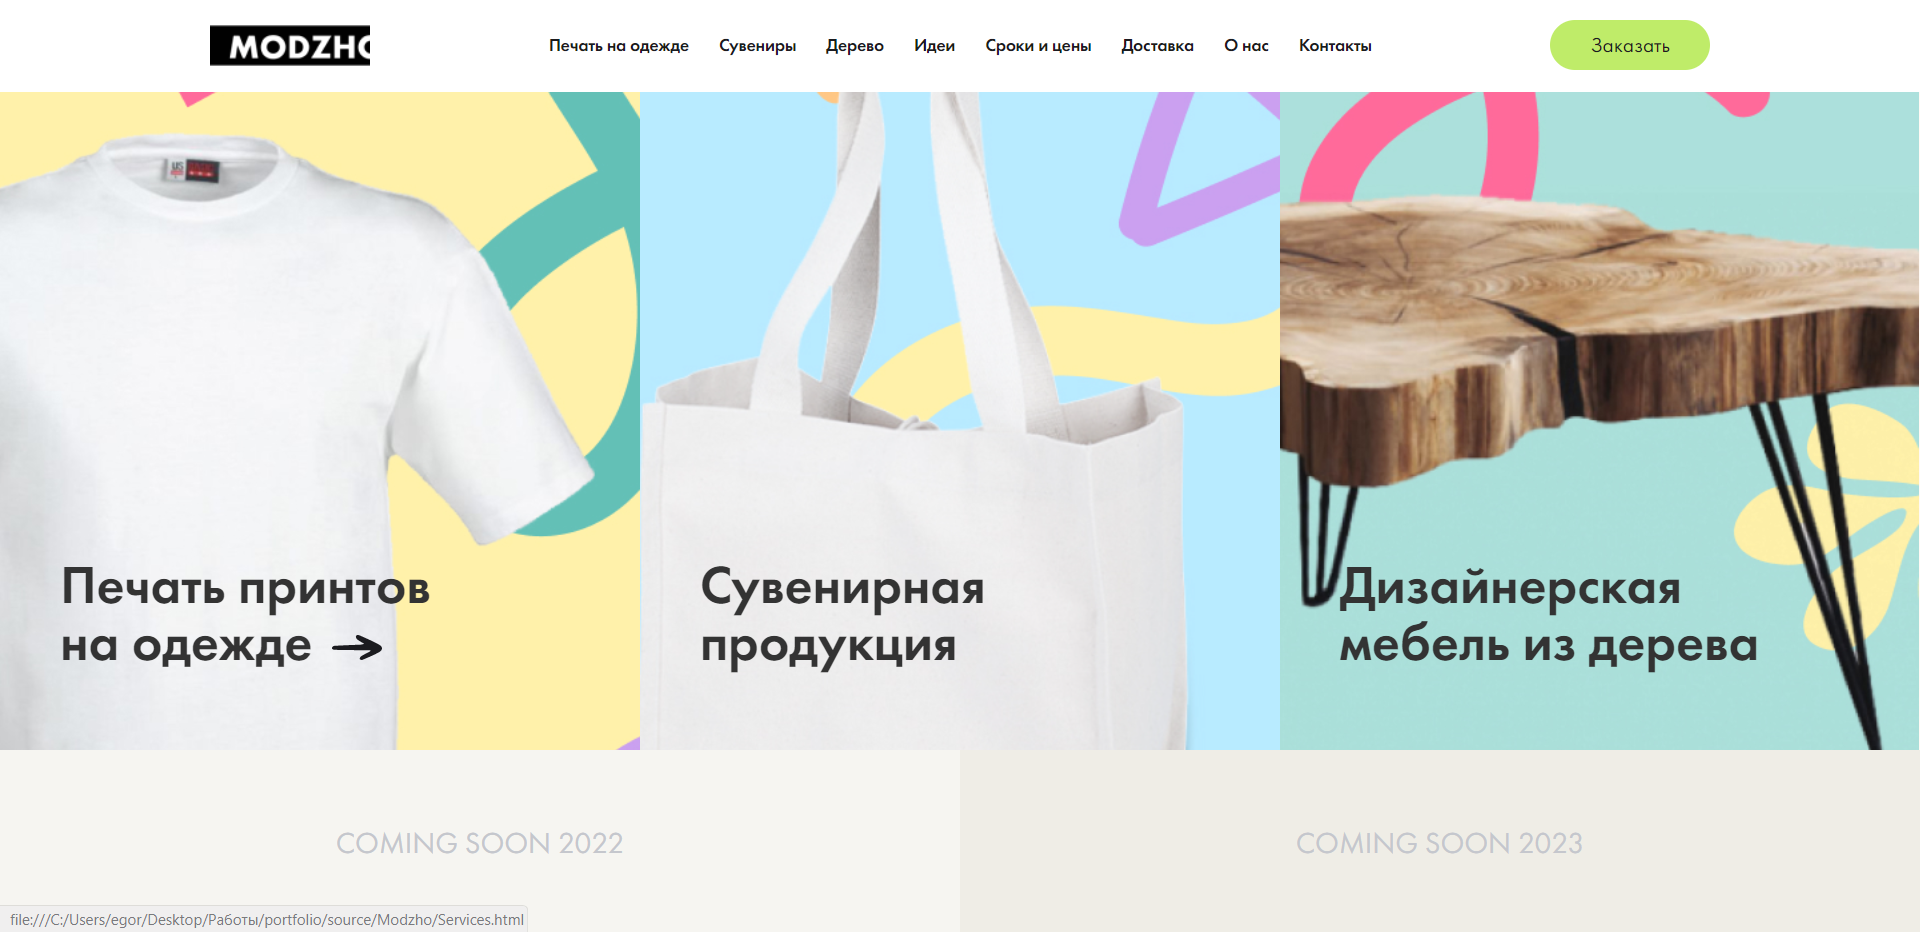 MODZHO
Печать на одежде
Сувениры
Дерево
Идеи
Сроки и цены
Доставка
О нас
Контакты
Заказать
US
Печать принтов
на одежде
Сувенирная
продукция
Дизайнерская
мебель из дерева
COMING SOON 2022
COMING SOON 2023
file:///C:/Users/egor/Desktop/Работы/portfolio/source/Modzho/Services.html